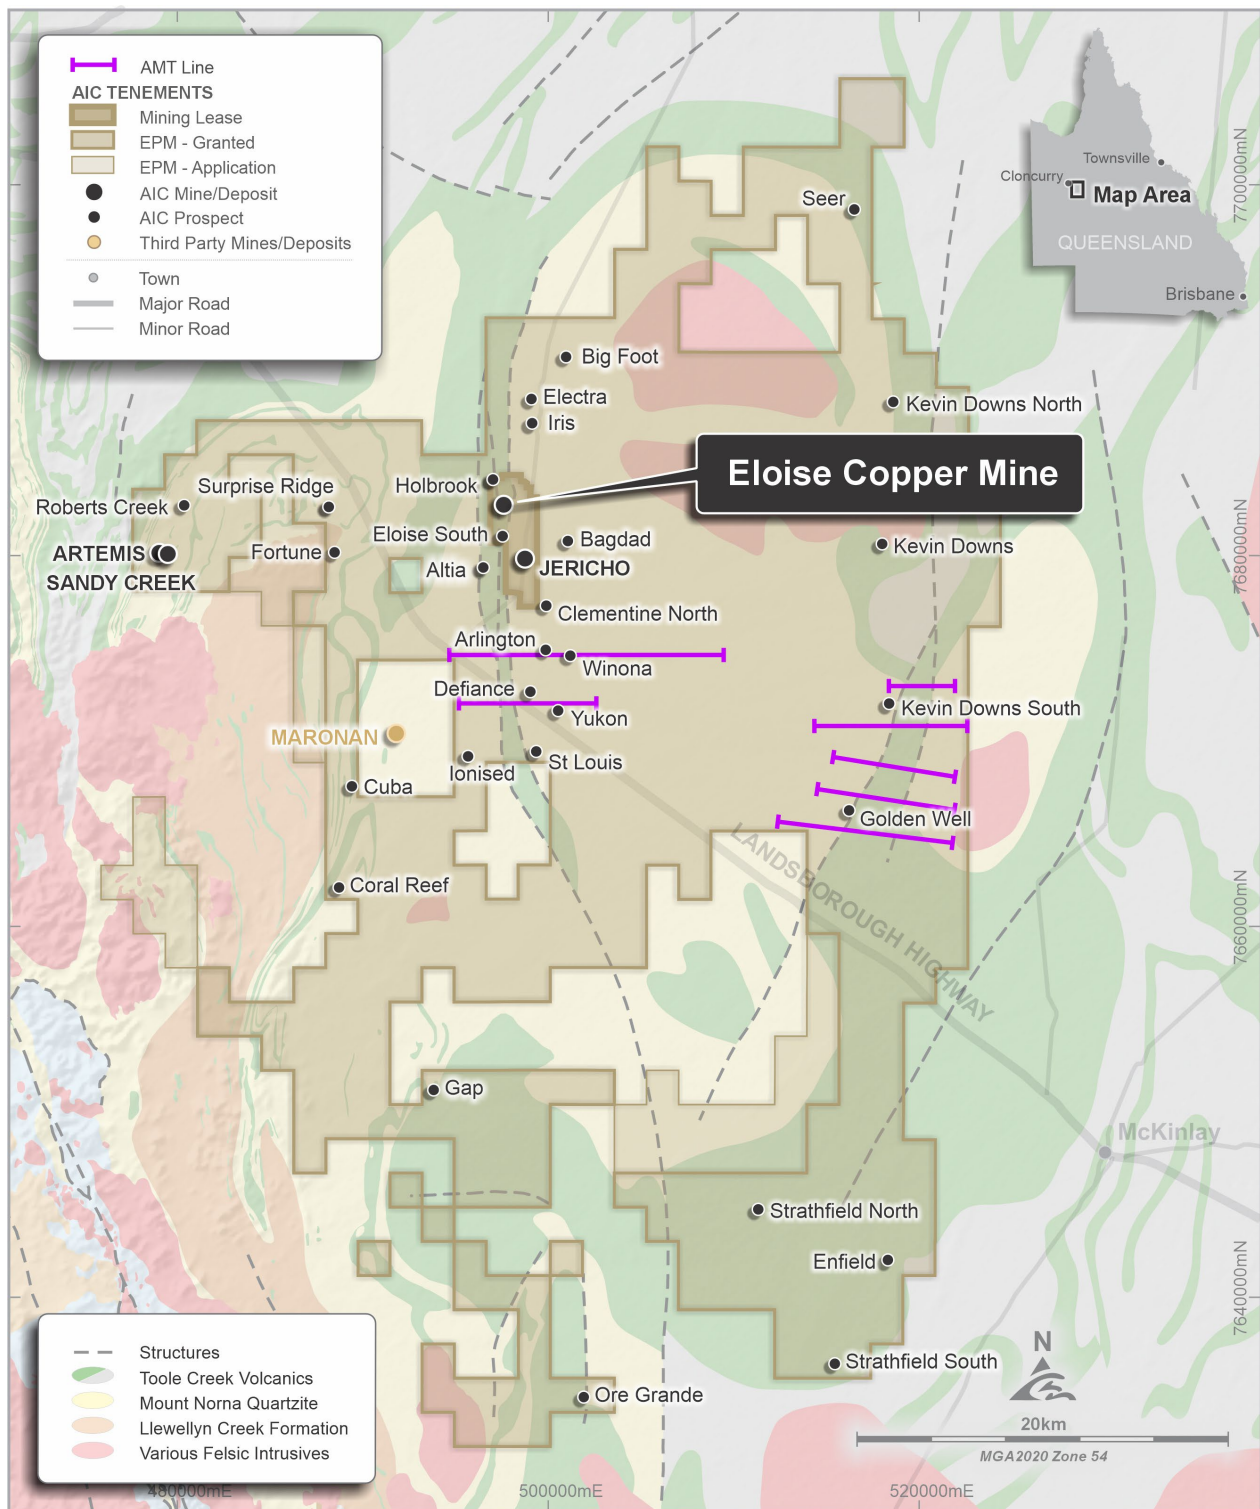 AMT Line
AIC TENEMENTS
Mining Lease
EPM - Granted
EPM - Application
AIC Mine/Deposit
AIC Prospect
Third Party Mines/Deposits
Town
Major Road
Minor Road
Townsville
Cloncurry
Map Area
QUEENSLAND
Brisbane
7700000mN
Seer
Big Foot
Electra
Iris
Kevin Downs North
Eloise Copper Mine
Holbrook
Surprise Ridge
Roberts Creek
Eloise South
Bagdad
Kevin Downs
ARTEMIS
Fortune
SANDY CREEK
Altia
JERICHO
7680000mN
Clementine North
Arlington
Winona
Defiance
Yukon
Kevin Downs South
MARONAN
Ionised
St Louis
Cuba
Golden Well
LANDSBOROUGH HIGHWAY
Coral Reef
7660000mN
Gap
McKinlay
Strathfield North
Enfield
7640000mN
Strathfield South
Ore Grande
Structures
Toole Creek Volcanics
Mount Norna Quartzite
Llewellyn Creek Formation
Various Felsic Intrusives
N
20km
MGA2020 Zone 54
480000mE
500000mE
520000mE